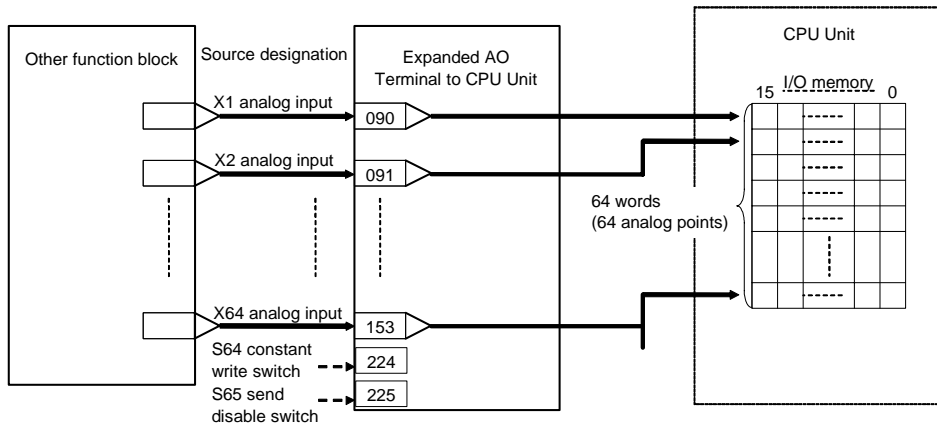 Other function block
Source designation
Expanded AO
Terminal to CPU Unit
CPU Unit
15 I/O memory 0
X1 analog input
090
X2 analog input
091
64 words
(64 analog points)
X64 analog input
153
S64 constant
write switch
224
S65 send
disable switch
225